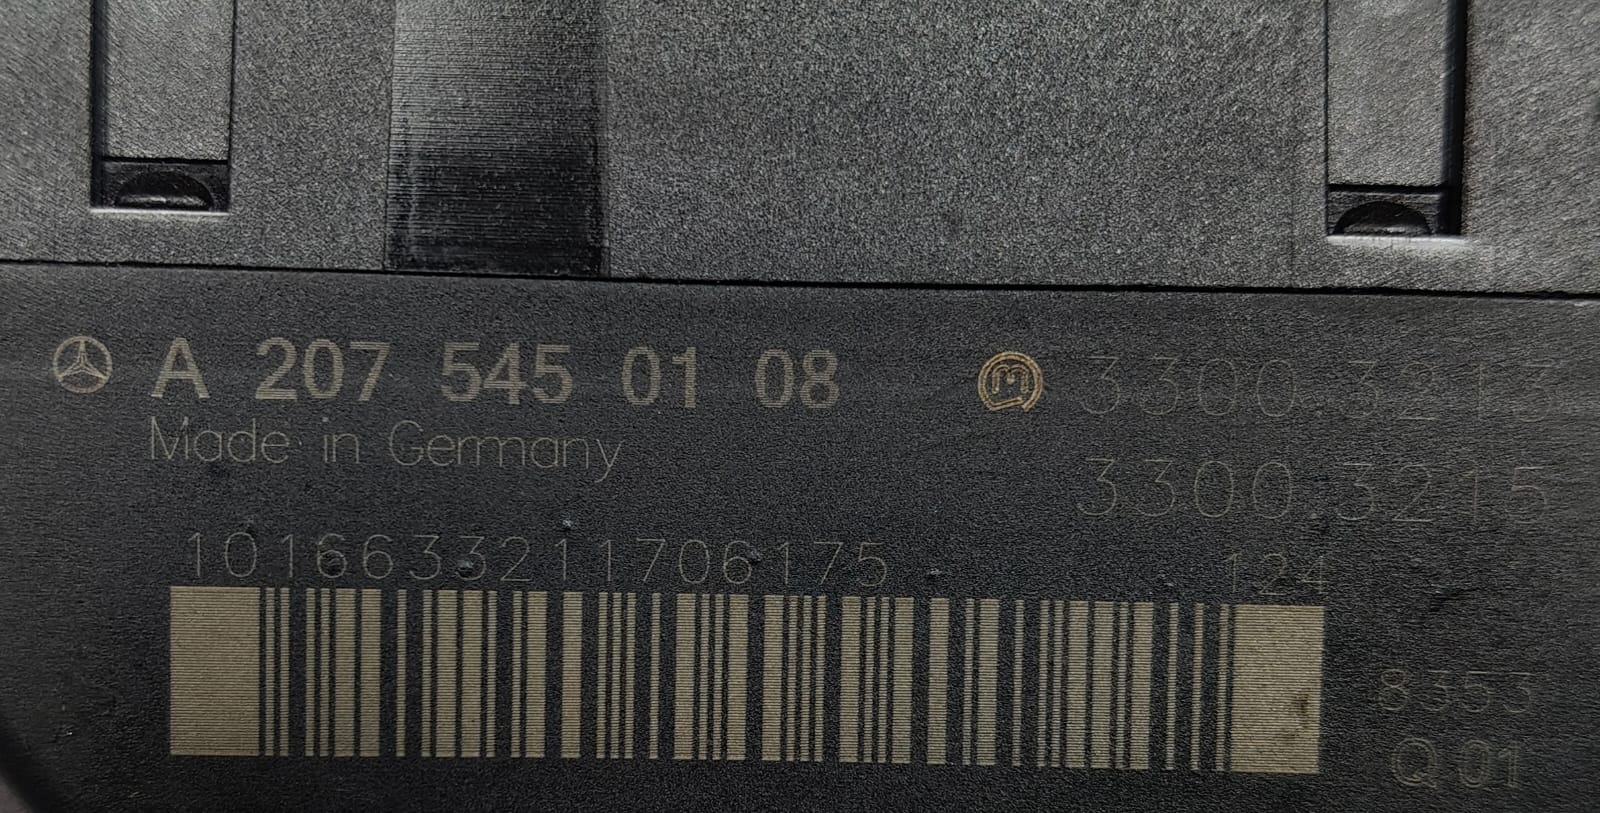 A 207 545 01 08
Made in Germany
3300.3213
3300.3215
1016633211706175 124
8353
Q 01